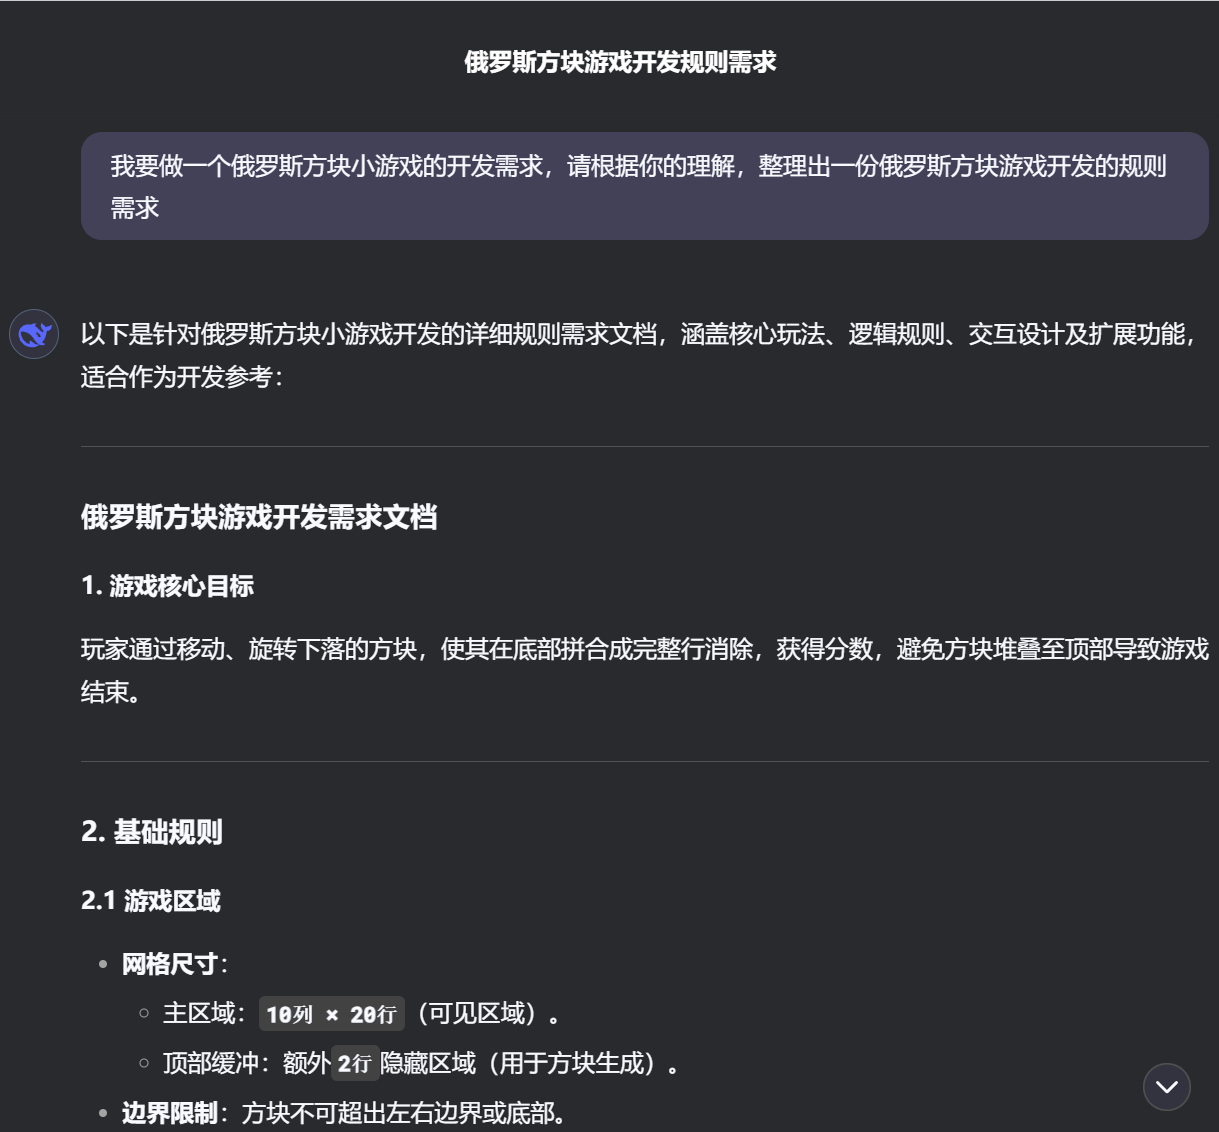 俄罗斯方块游戏开发规则需求
我要做一个俄罗斯方块小游戏的开发需求，请根据你的理解，整理出一份俄罗斯方块游戏开发的规则
需求
以下是针对俄罗斯方块小游戏开发的详细规则需求文档，涵盖核心玩法、逻辑规则、交互设计及扩展功能，
适合作为开发参考：
俄罗斯方块游戏开发需求文档
1. 游戏核心目标
玩家通过移动、旋转下落的方块，使其在底部拼合成完整行消除，获得分数，避免方块堆叠至顶部导致游戏
结束。
2. 基础规则
2.1 游戏区域
网格尺寸：
主区域：10列 × 20行（可见区域）。
顶部缓冲：额外2行隐藏区域（用于方块生成）。
边界限制：方块不可超出左右边界或底部。